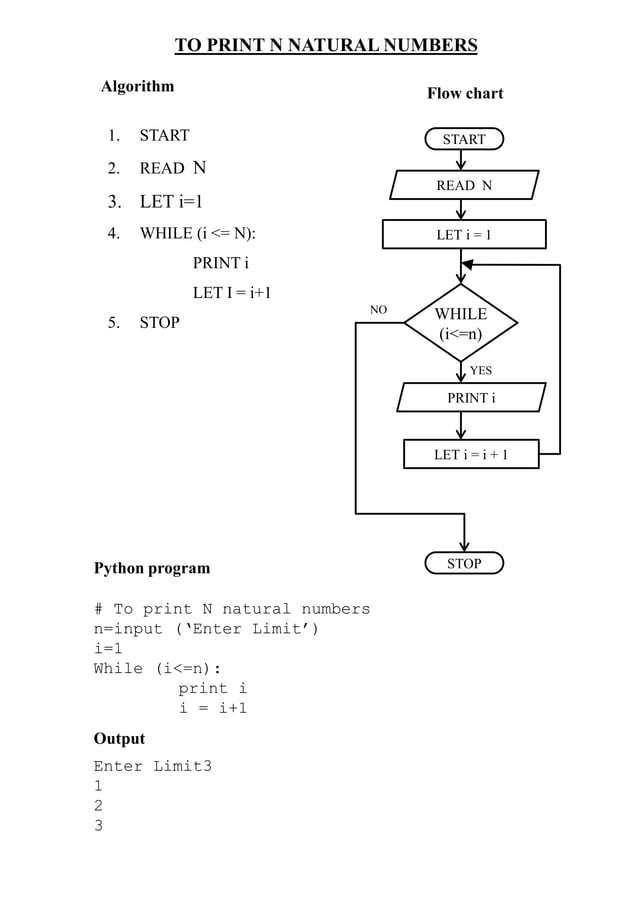 TO PRINT N NATURAL NUMBERS
Algorithm
1. START
2. READ N
3. LET i=1
4. WHILE (i <= N):
PRINT i
LET I = i+1
5. STOP
Flow chart
START
READ N
LET i = 1
WHILE
(i<=n)
NO
YES
PRINT i
LET i = i + 1
STOP
Python program
# To print N natural numbers
n=input (‘Enter Limit’)
i=1
While (i<=n):
print i
i = i+1
Output
Enter Limit3
1
2
3